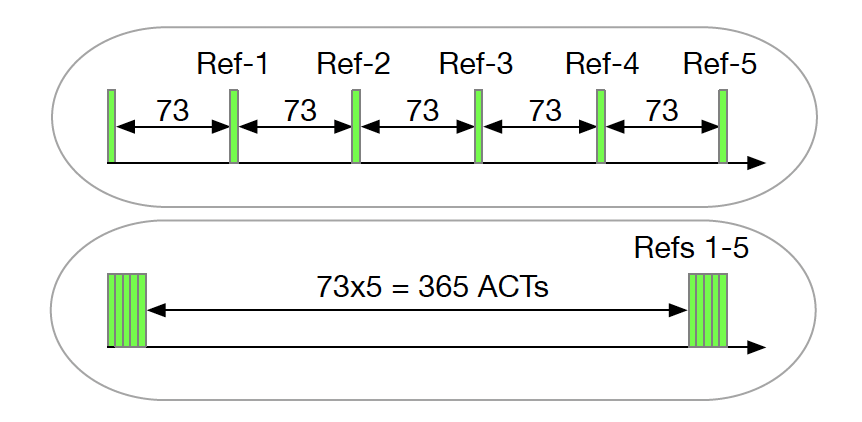 Ref-1 Ref-2 Ref-3 Ref-4 Ref-5
73 73 73 73 73
Refs 1-5
73x5 = 365 ACTs